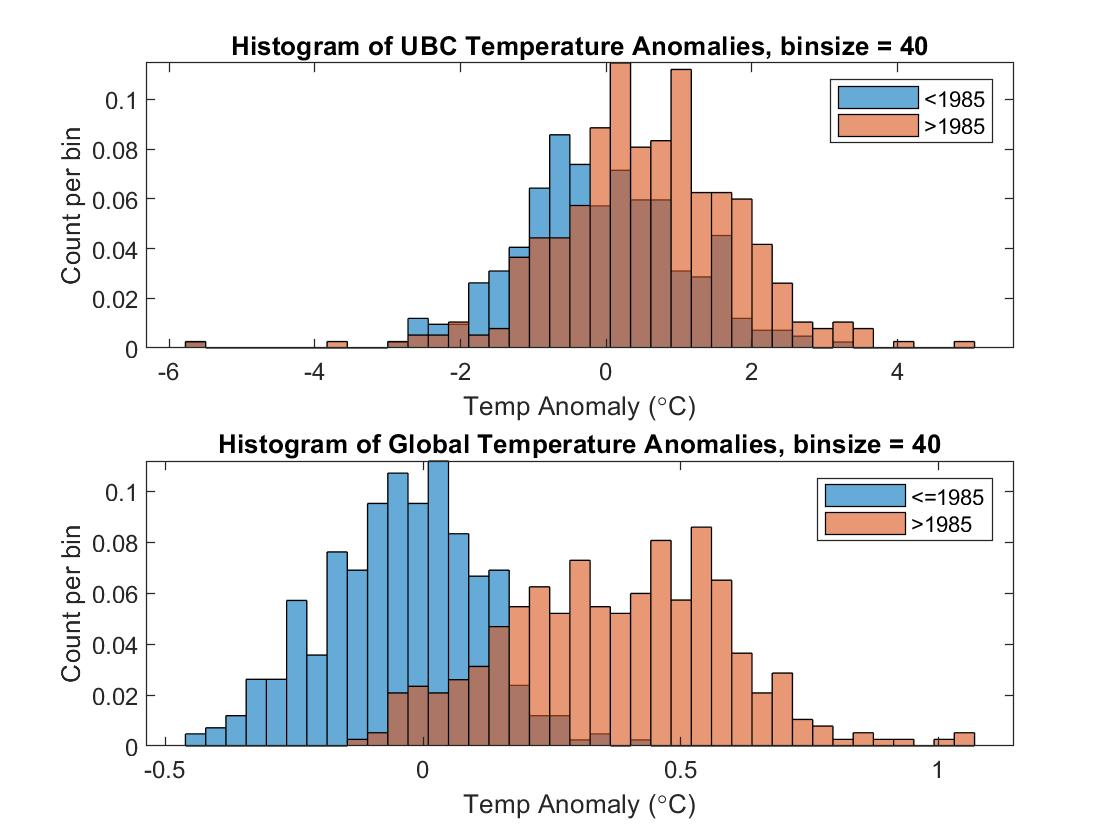 Histogram of UBC Temperature Anomalies, binsize = 40
<1985
>1985
Count per bin
0.1
0.08
0.06
0.04
0.02
0
-6 -4 -2 0 2 4
Temp Anomaly (°C)
Histogram of Global Temperature Anomalies, binsize = 40
<=1985
>1985
Count per bin
0.1
0.08
0.06
0.04
0.02
0
-0.5 0 0.5 1
Temp Anomaly (°C)